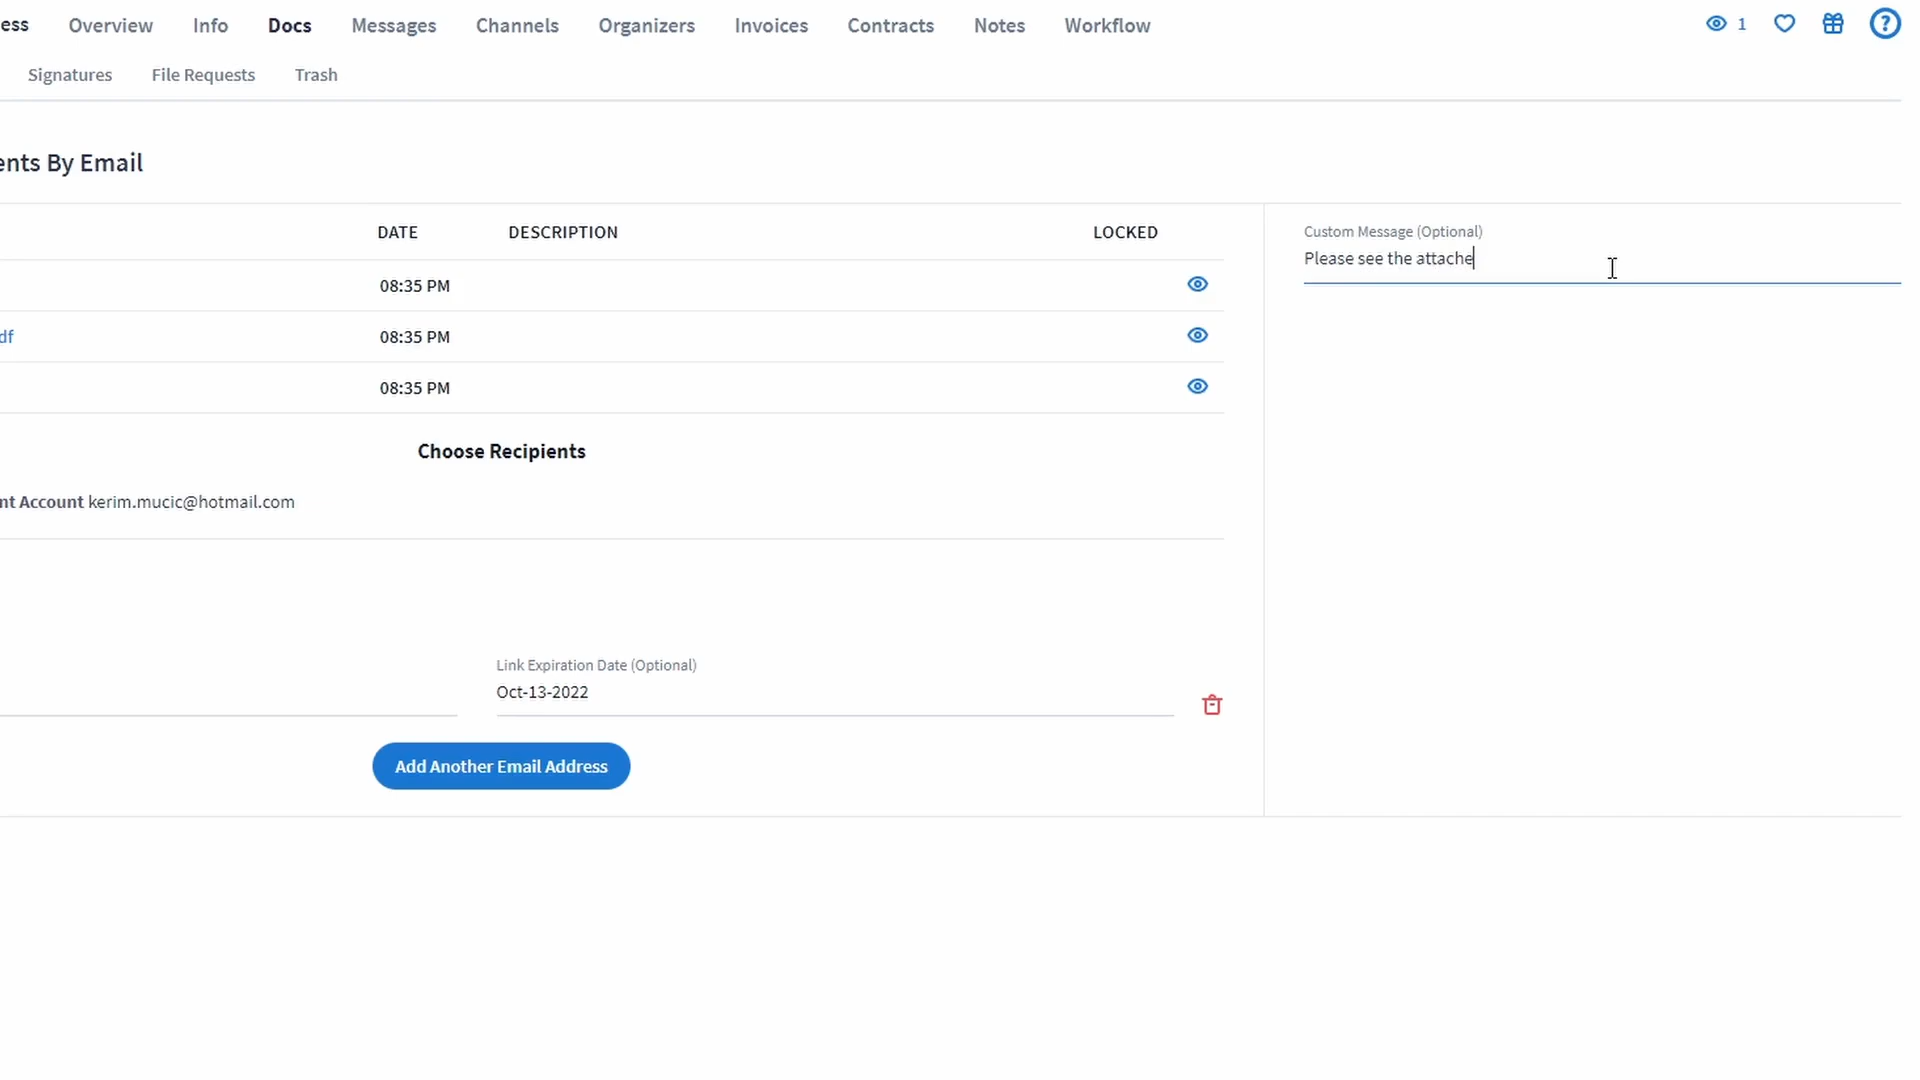 ess Overview Info Docs Messages Channels Organizers Invoices Contracts Notes Workflow 1 ?
Signatures File Requests Trash
ents By Email
DATE DESCRIPTION LOCKED
08:35 PM
df 08:35 PM
08:35 PM
Custom Message (Optional)
Please see the attache
Choose Recipients
nt Account kerim.mucic@hotmail.com
Link Expiration Date (Optional)
Oct-13-2022
Add Another Email Address